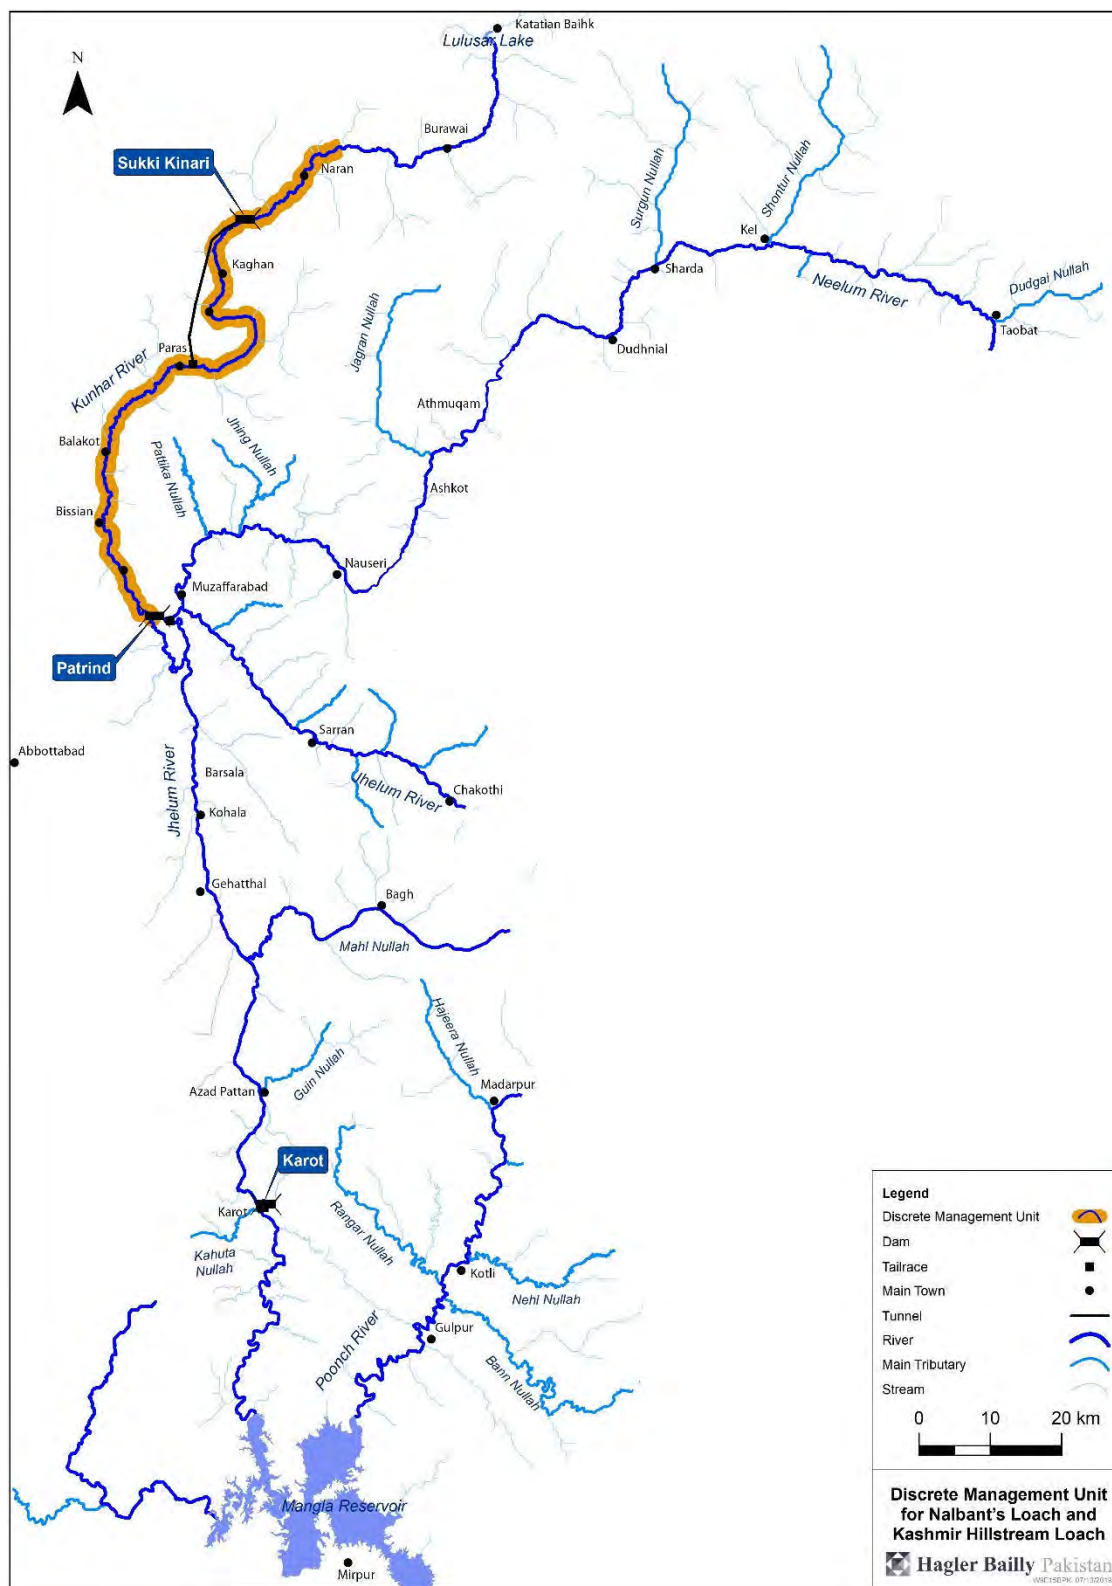 Katatian Baihk
Lulusar Lake
N
Burawai
Sukki Kinari
Naran
Surgun Nullah
Shontur Nullah
Kel
Kaghan
Sharda
Neelum River
Dudgai Nullah
Taobat
Jagran Nullah
Dudhnial
Paras
Kunhar River
Athmuqam
Balakot
Pattika Nullah
Jhing Nullah
Ashkot
Bissian
Nauseri
Muzaffarabad
Patrind
Abbottabad
Sarran
Jhelum River
Barsala
Jhelum River
Chakothi
Kohala
Gehatthal
Bagh
Mahl Nullah
Hajeera Nullah
Guin Nullah
Azad Pattan
Madarpur
Karot
Karot
Rangar Nullah
Kahuta
Nullah
Kotli
Nehl Nullah
Poonch River
Gulpur
Bann Nullah
Mangla Reservoir
Mirpur
Legend
Discrete Management Unit
Dam
Tailrace
Main Town
Tunnel
River
Main Tributary
Stream
0 10 20 km
Discrete Management Unit
for Nalbant's Loach and
Kashmir Hillstream Loach
Hagler Bailly Pakistan